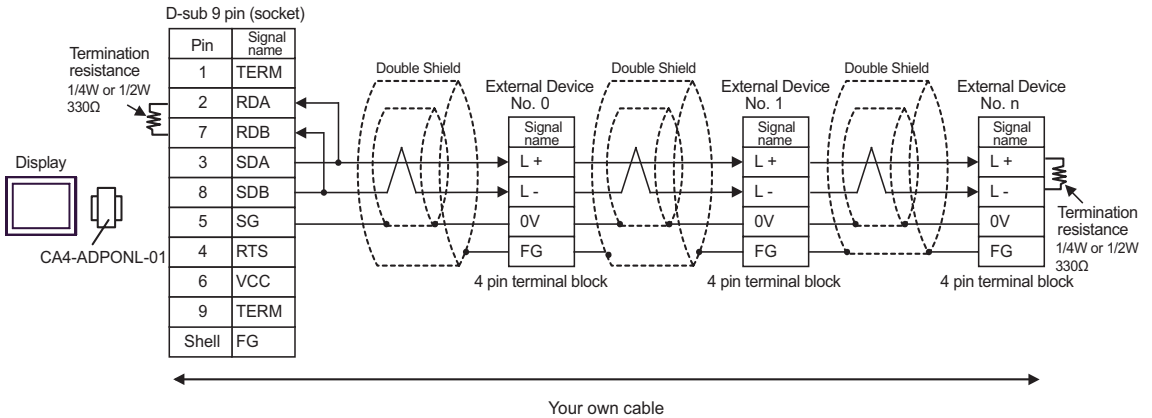 D-sub 9 pin (socket)
Pin Signal name
1 TERM
2 RDA
7 RDB
3 SDA
8 SDB
5 SG
4 RTS
6 VCC
9 TERM
Shell FG
Termination
resistance
1/4W or 1/2W
330Ω
Display
CA4-ADPONL-01
Double Shield
External Device
No. 0
Signal
name
L +
L -
0V
FG
4 pin terminal block
Double Shield
External Device
No. 1
Signal
name
L +
L -
0V
FG
4 pin terminal block
Double Shield
External Device
No. n
Signal
name
L +
L -
0V
FG
4 pin terminal block
Termination
resistance
1/4W or 1/2W
330Ω
Your own cable